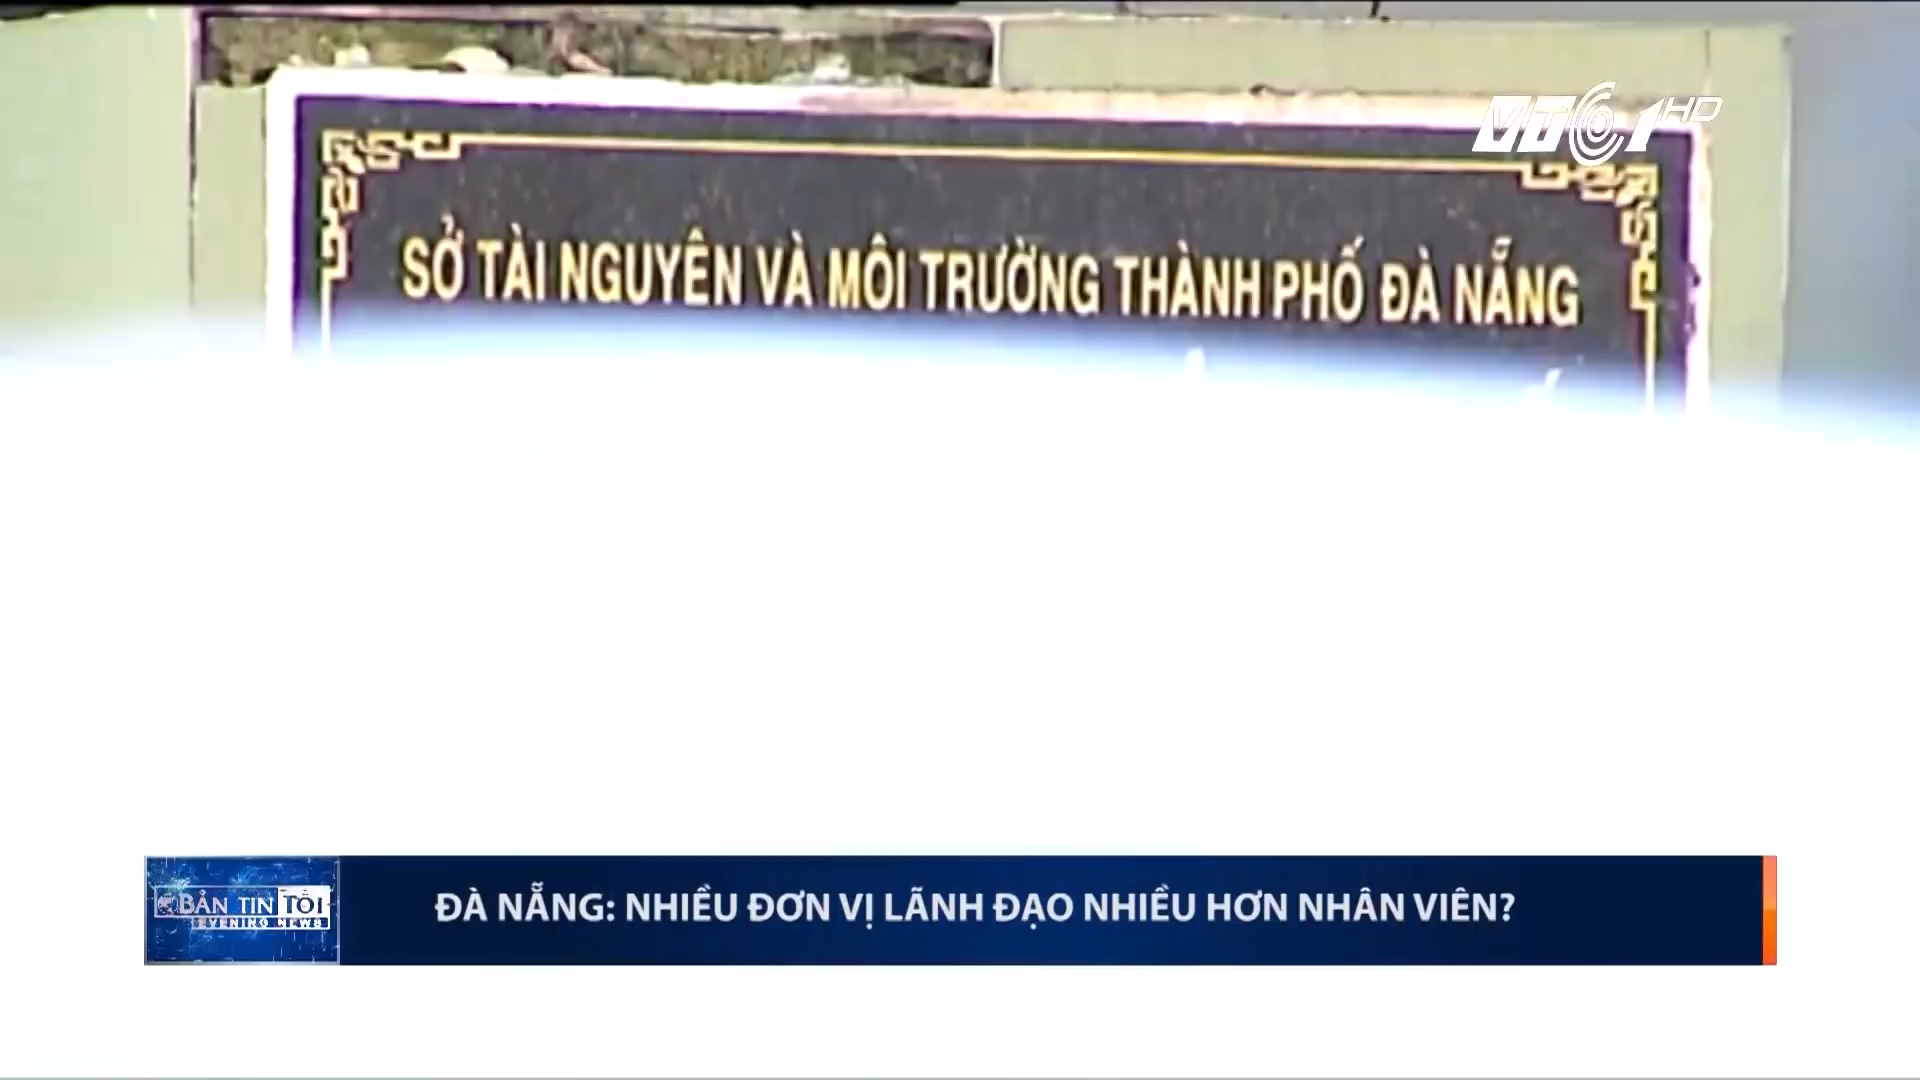 VTC1 HD
SỞ TÀI NGUYÊN VÀ MÔI TRƯỜNG THÀNH PHỐ ĐÀ NẴNG
BẢN TIN TỐI
EVENING NEWS
ĐÀ NẴNG: NHIỀU ĐƠN VỊ LÃNH ĐẠO NHIỀU HƠN NHÂN VIÊN?